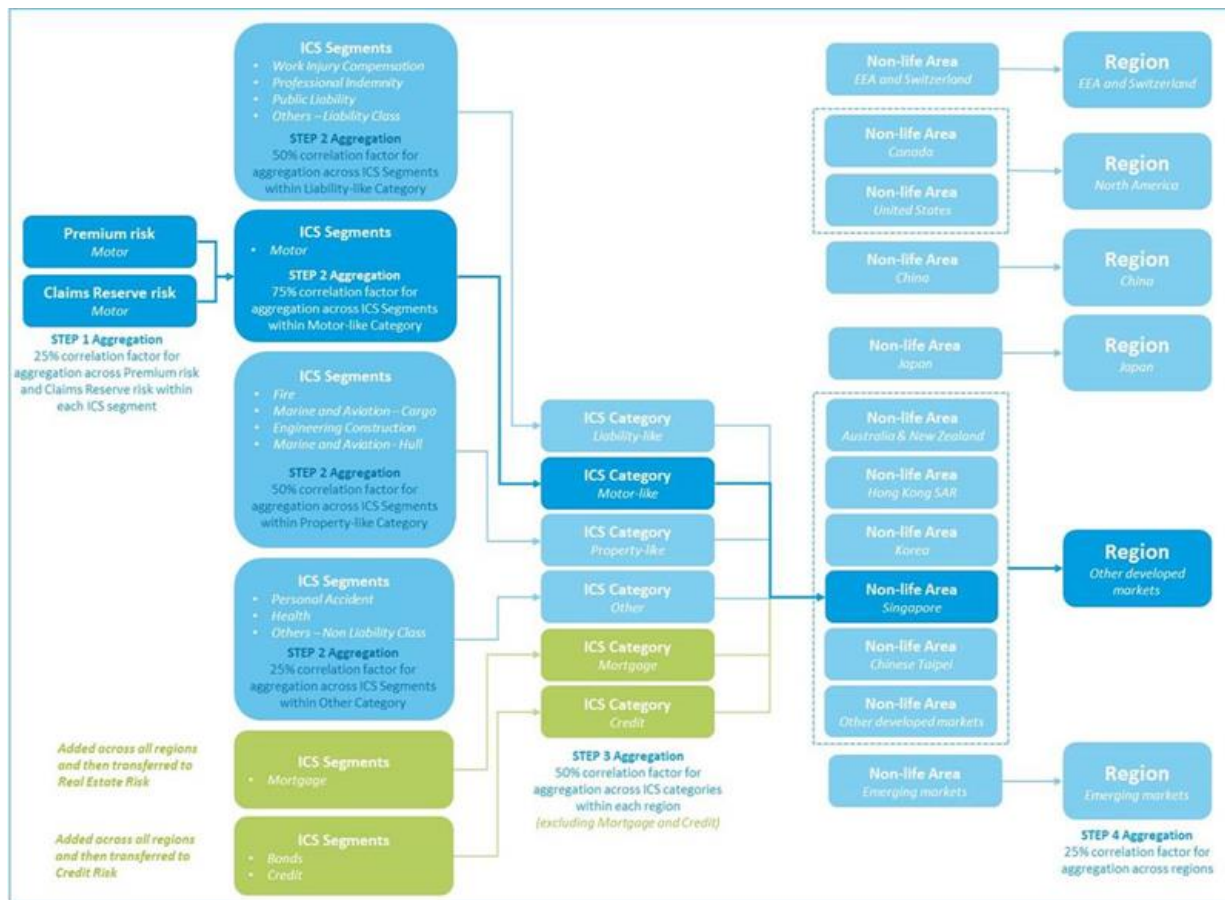 Premium risk
Motor
Claims Reserve risk
Motor
STEP 1 Aggregation
25% correlation factor for
aggregation across Premium risk
and Claims Reserve risk within
each ICS segment
Added across all regions
and then transferred to
Real Estate Risk
Added across all regions
and then transferred to
Credit Risk
ICS Segments
• Work Injury Compensation
• Professional Indemnity
• Public Liability
• Others – Liability Class
STEP 2 Aggregation
50% correlation factor for
aggregation across ICS Segments
within Liability-like Category
ICS Segments
• Motor
STEP 2 Aggregation
75% correlation factor for
aggregation across ICS Segments
within Motor-like Category
ICS Segments
• Fire
• Marine and Aviation – Cargo
• Engineering Construction
• Marine and Aviation - Hull
STEP 2 Aggregation
50% correlation factor for
aggregation across ICS Segments
within Property-like Category
ICS Segments
• Personal Accident
• Health
• Others – Non Liability Class
STEP 2 Aggregation
25% correlation factor for
aggregation across ICS Segments
within Other Category
ICS Segments
• Mortgage
ICS Segments
• Bonds
• Credit
ICS Category
Liability-like
ICS Category
Motor-like
ICS Category
Property-like
ICS Category
Other
ICS Category
Mortgage
ICS Category
Credit
STEP 3 Aggregation
50% correlation factor for
aggregation across ICS categories
within each region
(excluding Mortgage and Credit)
Non-life Area
EEA and Switzerland
Non-life Area
Canada
Non-life Area
United States
Non-life Area
China
Non-life Area
Japan
Non-life Area
Australia & New Zealand
Non-life Area
Hong Kong SAR
Non-life Area
Korea
Non-life Area
Singapore
Non-life Area
Chinese Taipei
Non-life Area
Other developed markets
Non-life Area
Emerging markets
Region
EEA and Switzerland
Region
North America
Region
China
Region
Japan
Region
Other developed
markets
Region
Emerging markets
STEP 4 Aggregation
25% correlation factor for
aggregation across regions